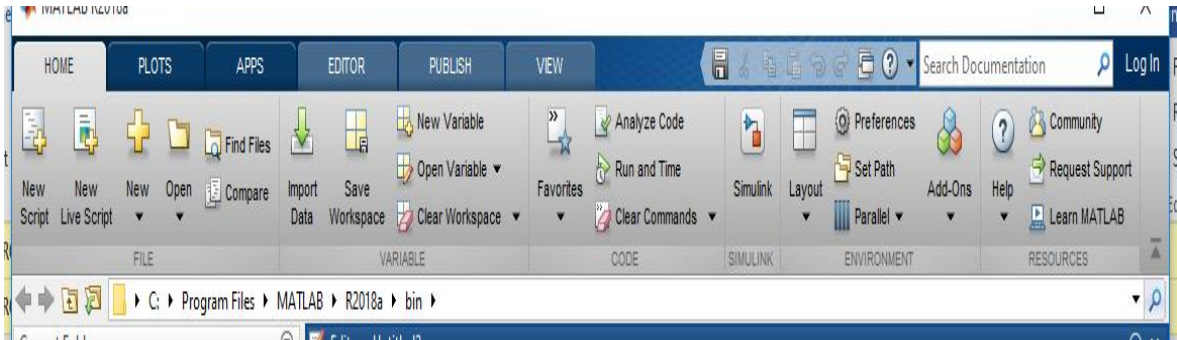 MATLAB R2018a
HOME PLOTS APPS EDITOR PUBLISH VIEW Search Documentation Log In
New Script
New Live Script
New
Open
Find Files
Compare
FILE
Import Data
Save Workspace
New Variable
Open Variable
Clear Workspace
VARIABLE
Favorites
Analyze Code
Run and Time
Clear Commands
CODE
Simulink
SIMULINK
Layout
Preferences
Set Path
Parallel
Add-Ons
ENVIRONMENT
Help
Community
Request Support
Learn MATLAB
RESOURCES
C: Program Files MATLAB R2018a bin